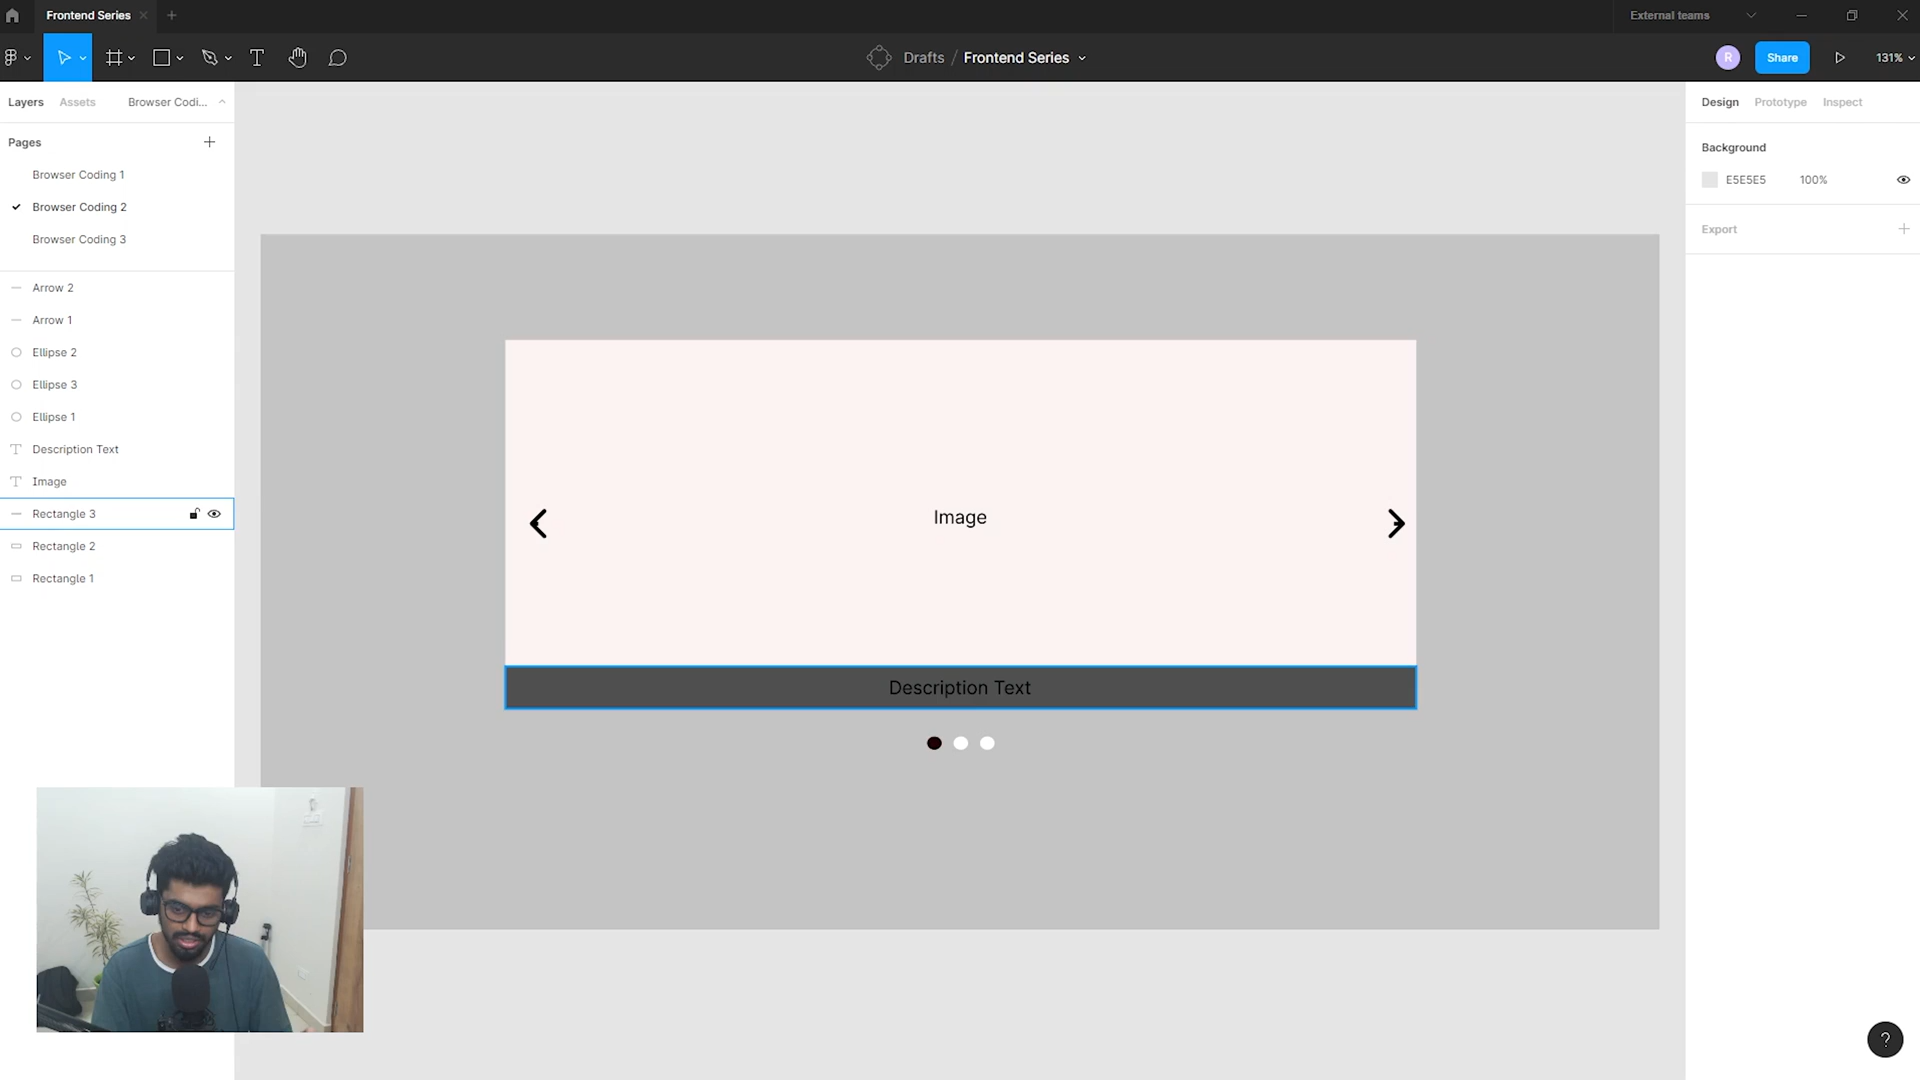 Frontend Series
External teams
Drafts / Frontend Series
R
Share
131%
Layers
Assets
Browser Codi...
Design
Prototype
Inspect
Pages
Background
Browser Coding 1
E5E5E5
100%
Browser Coding 2
Export
Browser Coding 3
Arrow 2
Arrow 1
Ellipse 2
Ellipse 3
Ellipse 1
Description Text
Image
Rectangle 3
Rectangle 2
Rectangle 1
Image
Description Text
?